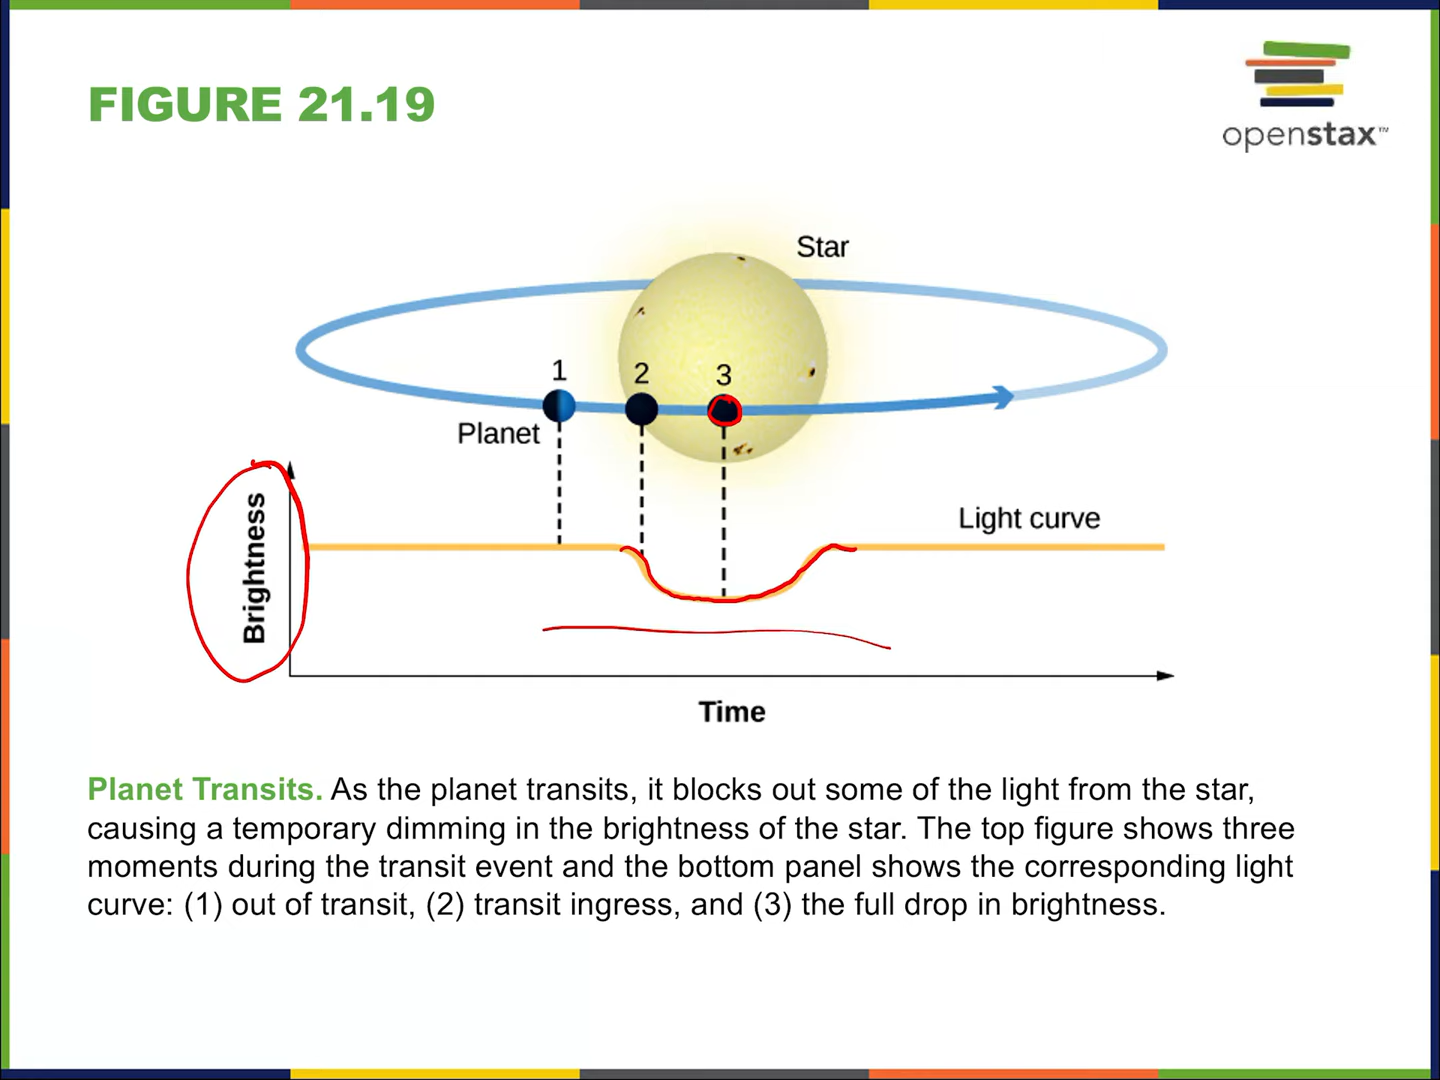 FIGURE 21.19
openstax™
Star
1
2
3
Planet
Light curve
Brightness
Time
Planet Transits. As the planet transits, it blocks out some of the light from the star,
causing a temporary dimming in the brightness of the star. The top figure shows three
moments during the transit event and the bottom panel shows the corresponding light
curve: (1) out of transit, (2) transit ingress, and (3) the full drop in brightness.